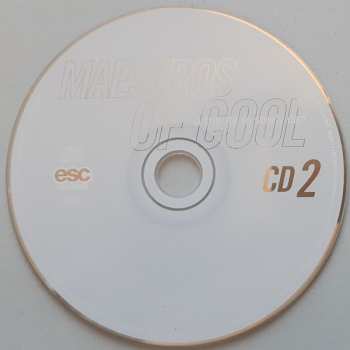 MAESTROS
OF COOL
esc
CD 2